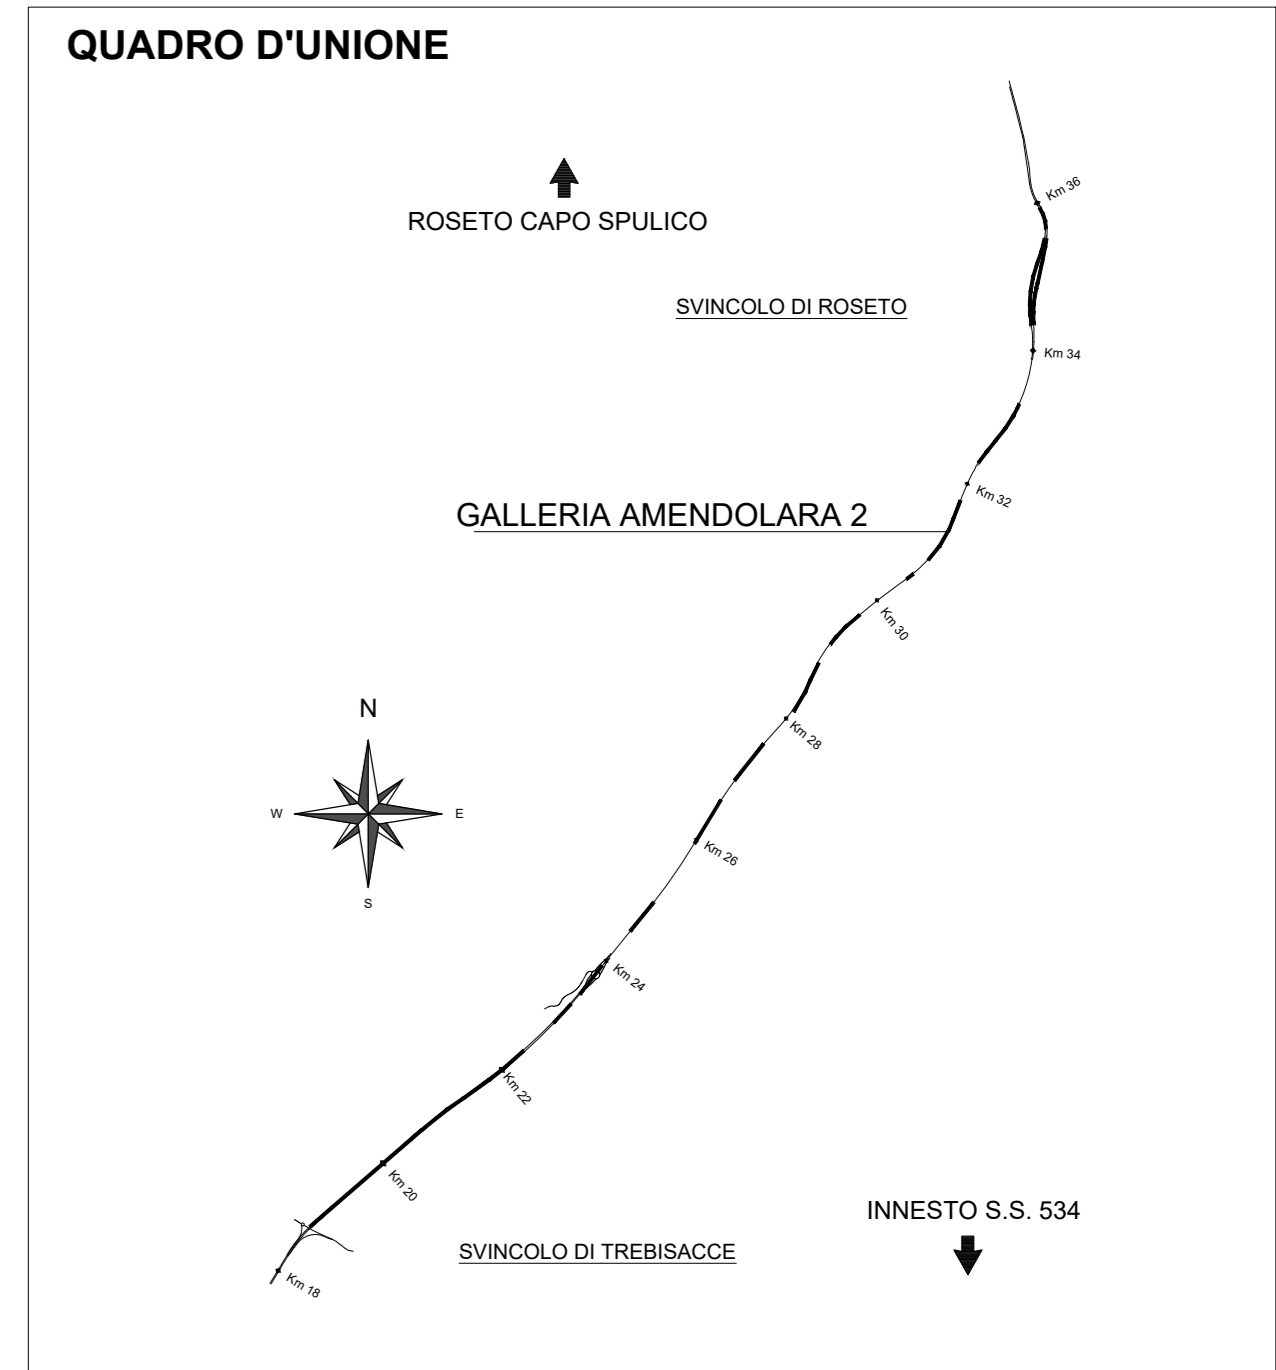 QUADRO D'UNIONE
Km 36
ROSETO CAPO SPULICO
SVINCOLO DI ROSETO
Km 34
Km 32
GALLERIA AMENDOLARA 2
Km 30
N
Km 28
W
E
Km 26
S
Km 24
Km 22
Km 20
INNESTO S.S. 534
SVINCOLO DI TREBISACCE
Km 18